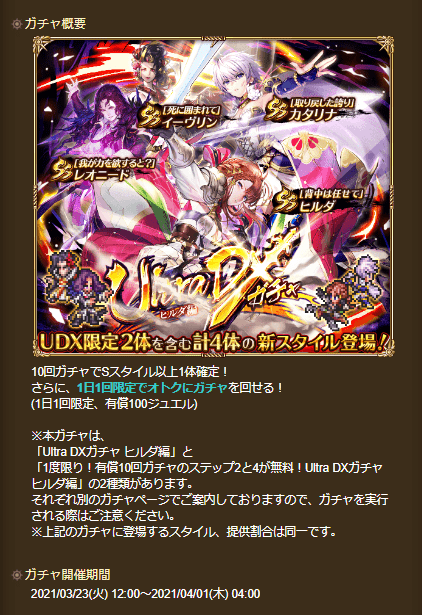 ガチャ概要
SS [死に囲まれて]
イーヴリン
SS [取り戻した誇り]
カタリナ
SS [我が力を欲すると？]
レオニード
SS [背中は任せて]
ヒルダ
Ultra DXガチャ
ヒルダ編
UDX限定2体を含む計4体の新スタイル登場！
10回ガチャでSスタイル以上1体確定！
さらに、1日1回限定でオトクにガチャを回せる！
(1日1回限定、有償100ジュエル)
※本ガチャは、
「Ultra DXガチャ ヒルダ編」と
「1度限り！有償10回ガチャのステップ2と4が無料！Ultra DXガチャ
ヒルダ編」の2種類があります。
それぞれ別のガチャページでご案内しておりますので、ガチャを実行
される際はご注意ください。
※上記のガチャに登場するスタイル、提供割合は同一です。
ガチャ開催期間
2021/03/23(火) 12:00～2021/04/01(木) 04:00